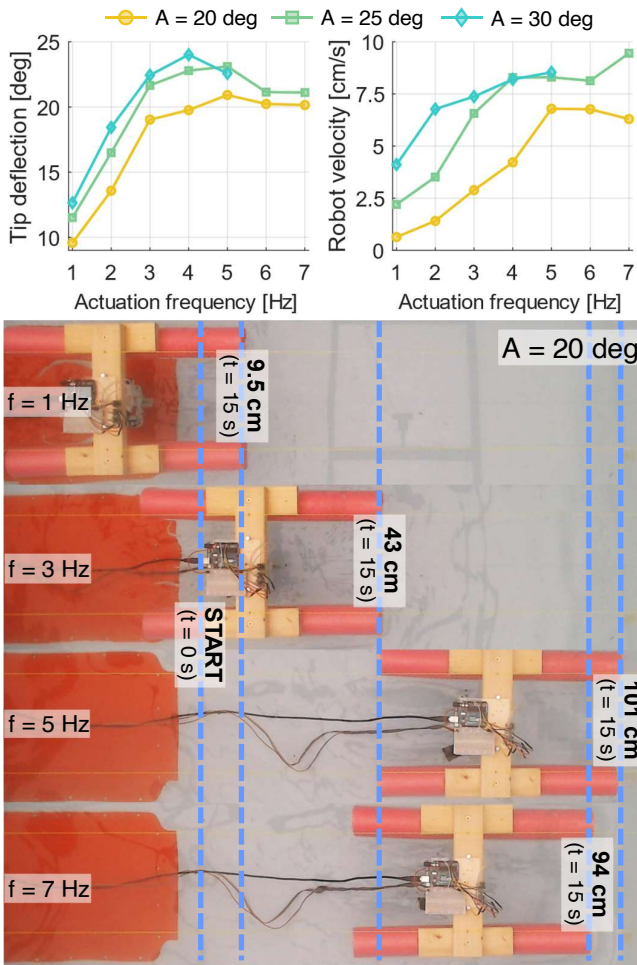 A = 20 deg A = 25 deg A = 30 deg
Tip deflection [deg]
25
20
15
10
1 2 3 4 5 6 7
Actuation frequency [Hz]
Robot velocity [cm/s]
10
7.5
5
2.5
0
1 2 3 4 5 6 7
Actuation frequency [Hz]
A = 20 deg
f = 1 Hz
9.5 cm
(t = 15 s)
f = 3 Hz
43 cm
(t = 15 s)
START
(t = 0 s)
f = 5 Hz
101 cm
(t = 15 s)
f = 7 Hz
94 cm
(t = 15 s)